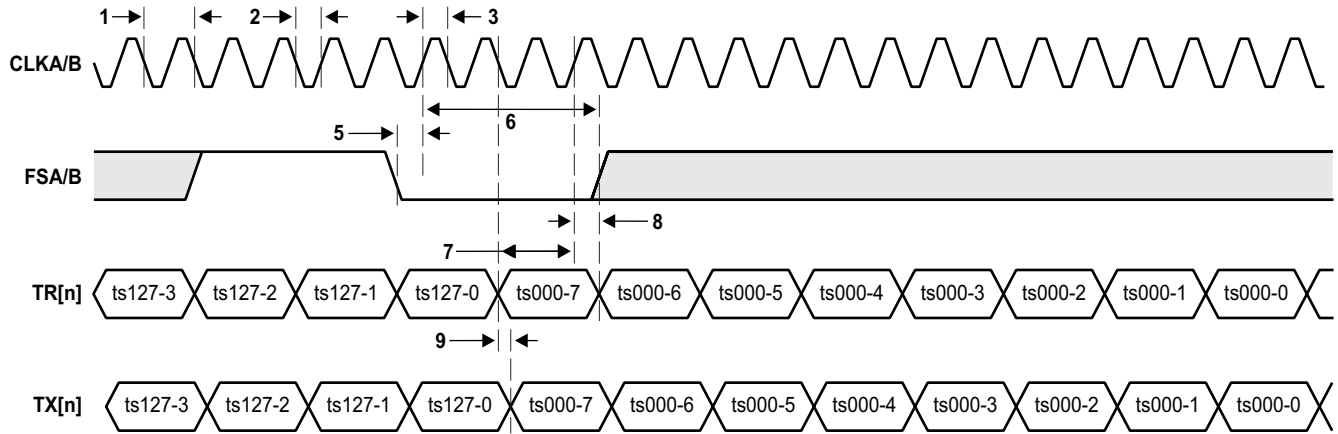 1 2 3
CLKA/B
6
5
FSA/B
8
7
TR[n] ts127-3 ts127-2 ts127-1 ts127-0 ts000-7 ts000-6 ts000-5 ts000-4 ts000-3 ts000-2 ts000-1 ts000-0
9
TX[n] ts127-3 ts127-2 ts127-1 ts127-0 ts000-7 ts000-6 ts000-5 ts000-4 ts000-3 ts000-2 ts000-1 ts000-0